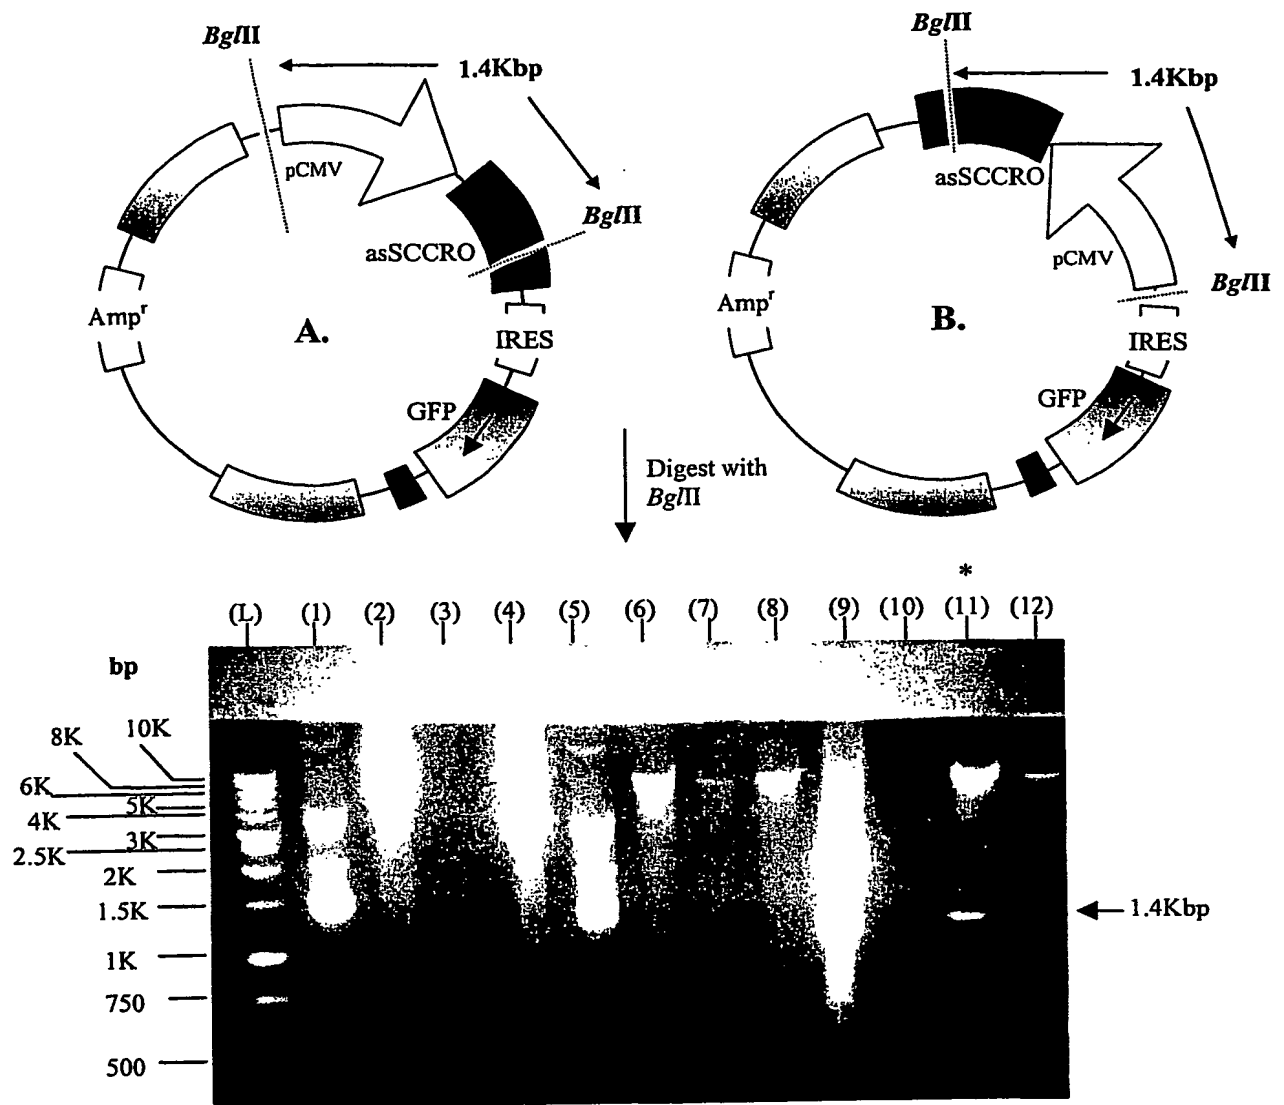 BglII
1.4Kbp
pCMV
BglII
asSCCRO
Ampr
A.
IRES
GFP
BglII
1.4Kbp
asSCCRO
pCMV
BglII
Ampr
B.
IRES
GFP
Digest with
BglII
*
(L) (1) (2) (3) (4) (5) (6) (7) (8) (9) (10) (11) (12)
bp
10K
8K
6K
5K
4K
3K
2.5K
2K
1.5K
1.4Kbp
1K
750
500